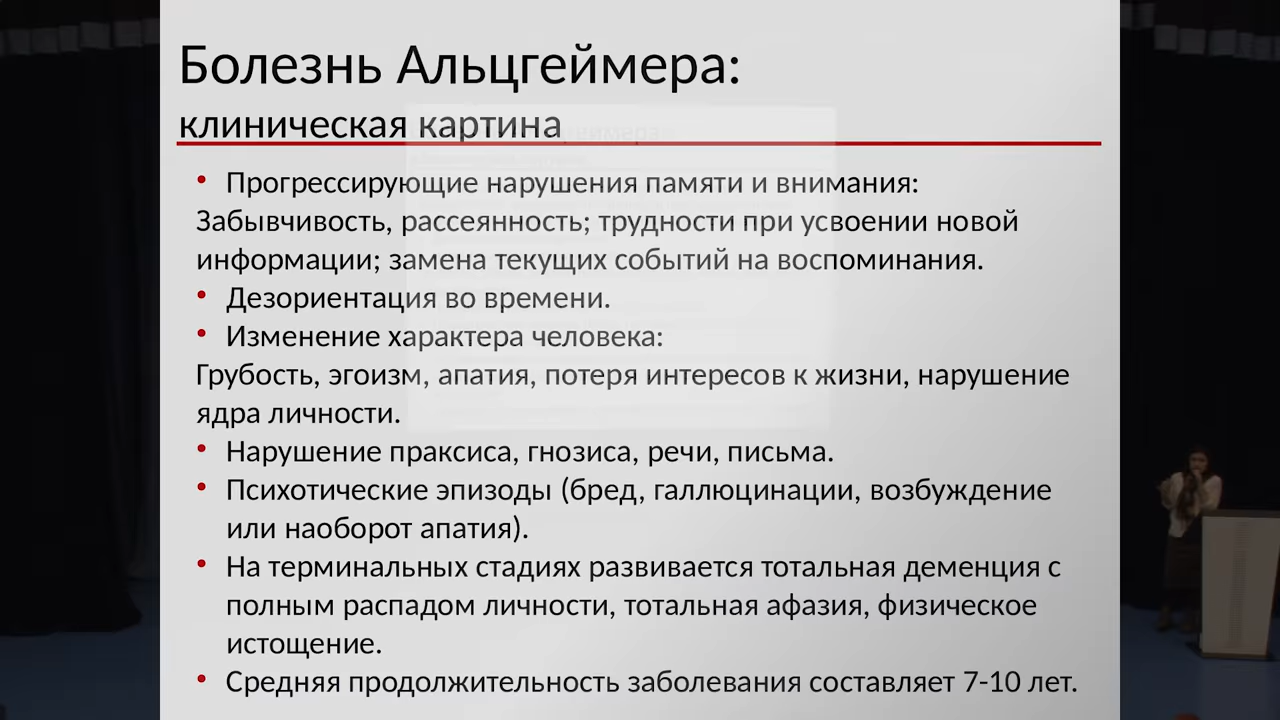 Болезнь Альцгеймера:
клиническая картина
• Прогрессирующие нарушения памяти и внимания:
Забывчивость, рассеянность; трудности при усвоении новой
информации; замена текущих событий на воспоминания.
• Дезориентация во времени.
• Изменение характера человека:
Грубость, эгоизм, апатия, потеря интересов к жизни, нарушение
ядра личности.
• Нарушение праксиса, гнозиса, речи, письма.
• Психотические эпизоды (бред, галлюцинации, возбуждение
или наоборот апатия).
• На терминальных стадиях развивается тотальная деменция с
полным распадом личности, тотальная афазия, физическое
истощение.
• Средняя продолжительность заболевания составляет 7-10 лет.